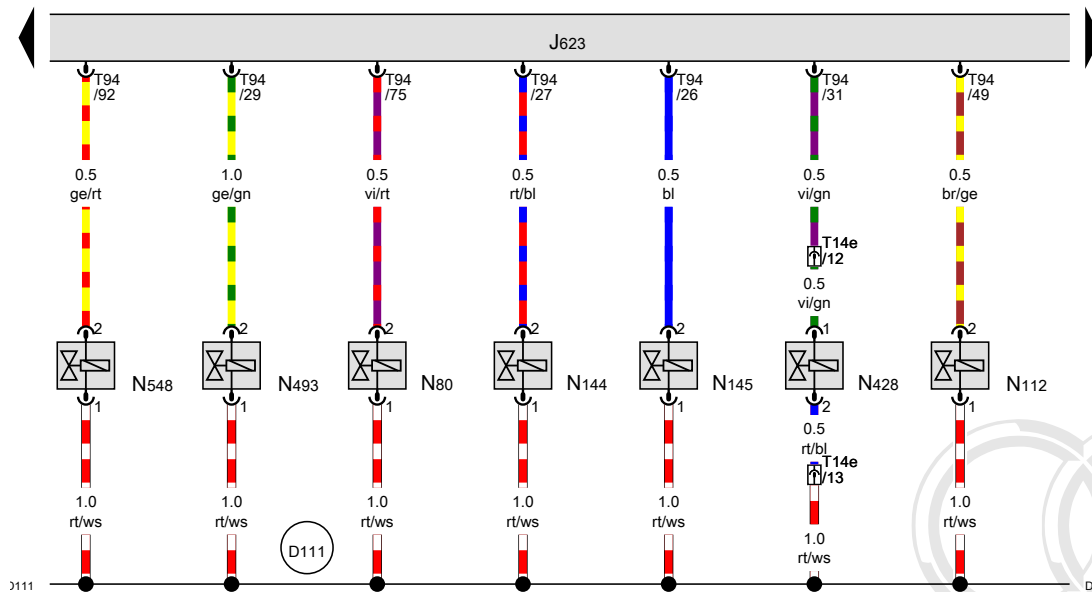 J623
T94 T94 T94 T94 T94 T94 T94
/92 /29 /75 /27 /26 /31 /49
0.5 1.0 0.5 0.5 0.5 0.5 0.5
ge/rt ge/gn vi/rt rt/bl bl vi/gn br/ge
T14e
/12
0.5
vi/gn
2 2 2 2 2 1 2
N548 N493 N80 N144 N145 N428 N112
1 1 1 1 1 2 1
0.5
rt/bl
T14e
/13
1.0 1.0 1.0 1.0 1.0 1.0
rt/ws rt/ws rt/ws rt/ws rt/ws rt/ws
1.0
rt/ws
D111
D111